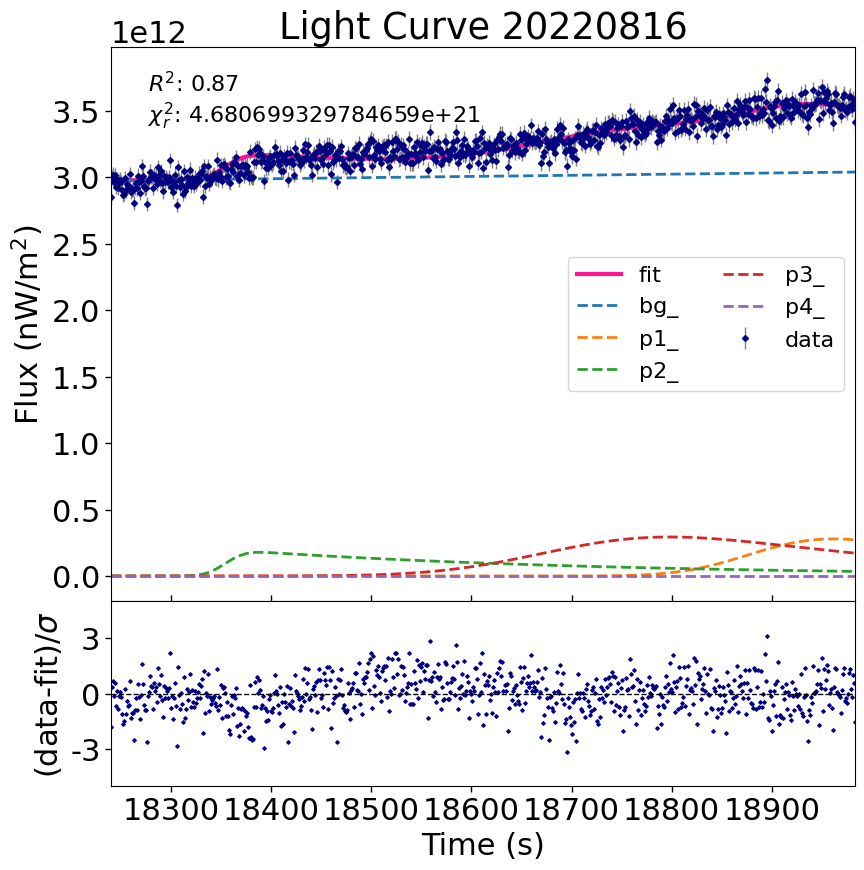 Light Curve 20220816
1e12
R²: 0.87
χ²ᵣ: 4.680699329784659e+21
3.5
3.0
2.5
2.0
1.5
1.0
0.5
0.0
Flux (nW/m²)
fit
bg_
p1_
p2_
p3_
p4_
data
3
0
-3
(data-fit)/σ
18300 18400 18500 18600 18700 18800 18900
Time (s)